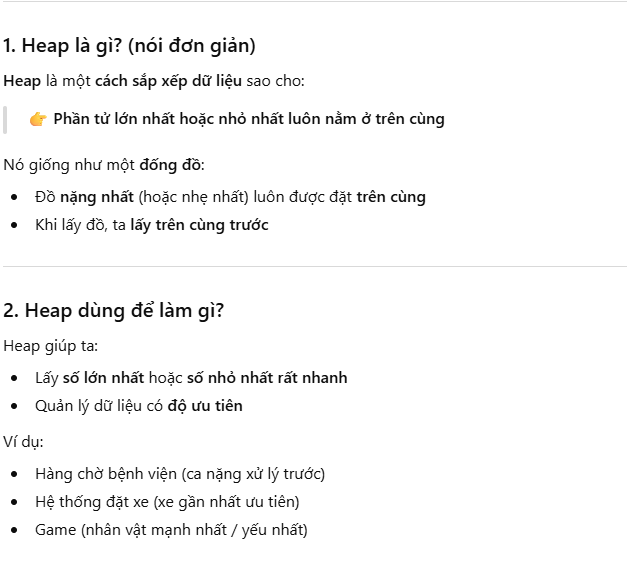 1. Heap là gì? (nói đơn giản)
Heap là một cách sắp xếp dữ liệu sao cho:
👉 Phần tử lớn nhất hoặc nhỏ nhất luôn nằm ở trên cùng
Nó giống như một đống đồ:
• Đồ nặng nhất (hoặc nhẹ nhất) luôn được đặt trên cùng
• Khi lấy đồ, ta lấy trên cùng trước
2. Heap dùng để làm gì?
Heap giúp ta:
• Lấy số lớn nhất hoặc số nhỏ nhất rất nhanh
• Quản lý dữ liệu có độ ưu tiên
Ví dụ:
• Hàng chờ bệnh viện (ca nặng xử lý trước)
• Hệ thống đặt xe (xe gần nhất ưu tiên)
• Game (nhân vật mạnh nhất / yếu nhất)